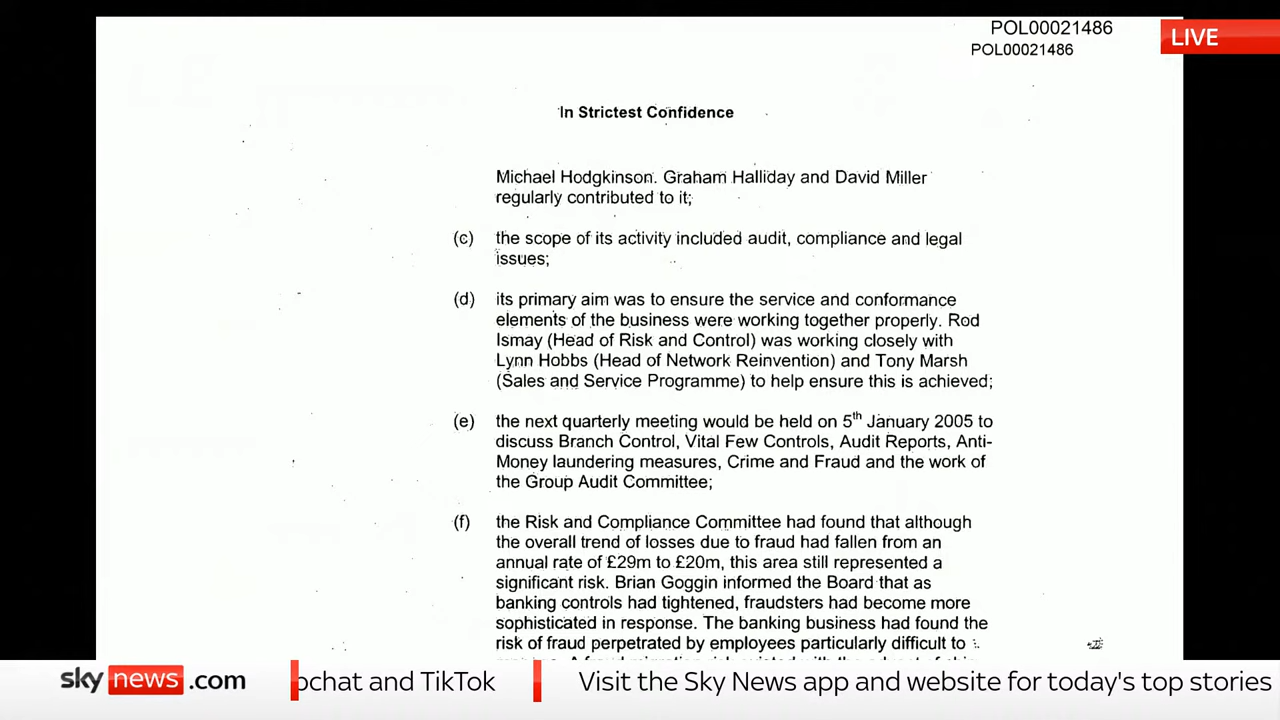 POL00021486
POL00021486
LIVE
In Strictest Confidence
Michael Hodgkinson. Graham Halliday and David Miller
regularly contributed to it;
(c) the scope of its activity included audit, compliance and legal
issues;
(d) its primary aim was to ensure the service and conformance
elements of the business were working together properly. Rod
Ismay (Head of Risk and Control) was working closely with
Lynn Hobbs (Head of Network Reinvention) and Tony Marsh
(Sales and Service Programme) to help ensure this is achieved;
(e) the next quarterly meeting would be held on 5th January 2005 to
discuss Branch Control, Vital Few Controls, Audit Reports, Anti-
Money laundering measures, Crime and Fraud and the work of
the Group Audit Committee;
(f) the Risk and Compliance Committee had found that although
the overall trend of losses due to fraud had fallen from an
annual rate of £29m to £20m, this area still represented a
significant risk. Brian Goggin informed the Board that as
banking controls had tightened, fraudsters had become more
sophisticated in response. The banking business had found the
risk of fraud perpetrated by employees particularly difficult to
sky news.com
pchat and TikTok
Visit the Sky News app and website for today's top stories